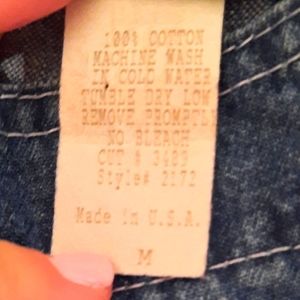 100% COTTON
MACHINE WASH
IN COLD WATER
TUMBLE DRY LOW
REMOVE PROMPTLY
NO BLEACH
CUT # 3489
Style# 2172
Made in U.S.A.
M